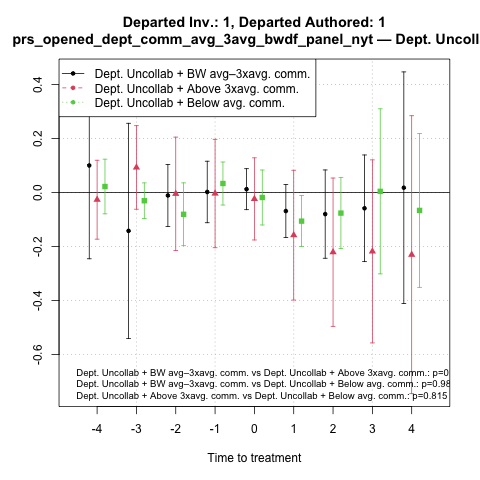 Departed Inv.: 1, Departed Authored: 1
prs_opened_dept_comm_avg_3avg_bwdf_panel_nyt — Dept. Uncoll
Dept. Uncollab + BW avg–3xavg. comm.
Dept. Uncollab + Above 3xavg. comm.
Dept. Uncollab + Below avg. comm.
0.4
0.2
0.0
-0.2
-0.4
-0.6
Dept. Uncollab + BW avg–3xavg. comm. vs Dept. Uncollab + Above 3xavg. comm.: p=0
Dept. Uncollab + BW avg–3xavg. comm. vs Dept. Uncollab + Below avg. comm.: p=0.98
Dept. Uncollab + Above 3xavg. comm. vs Dept. Uncollab + Below avg. comm.: p=0.815
-4 -3 -2 -1 0 1 2 3 4
Time to treatment